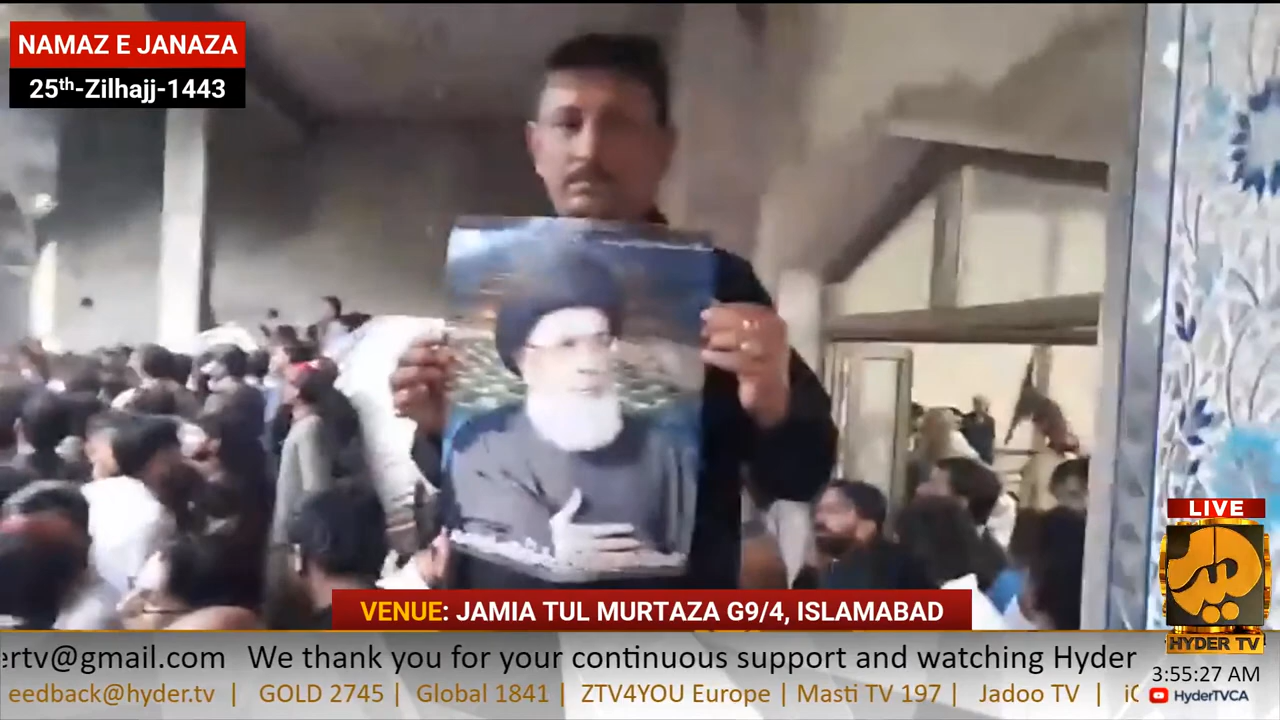 NAMAZ E JANAZA
25th-Zilhajj-1443
LIVE
VENUE: JAMIA TUL MURTAZA G9/4, ISLAMABAD
HYDER TV
ertv@gmail.com We thank you for your continuous support and watching Hyder
3:55:27 AM
eedback@hyder.tv | GOLD 2745 | Global 1841 | ZTV4YOU Europe | Masti TV 197 | Jadoo TV |
HyderTVCA